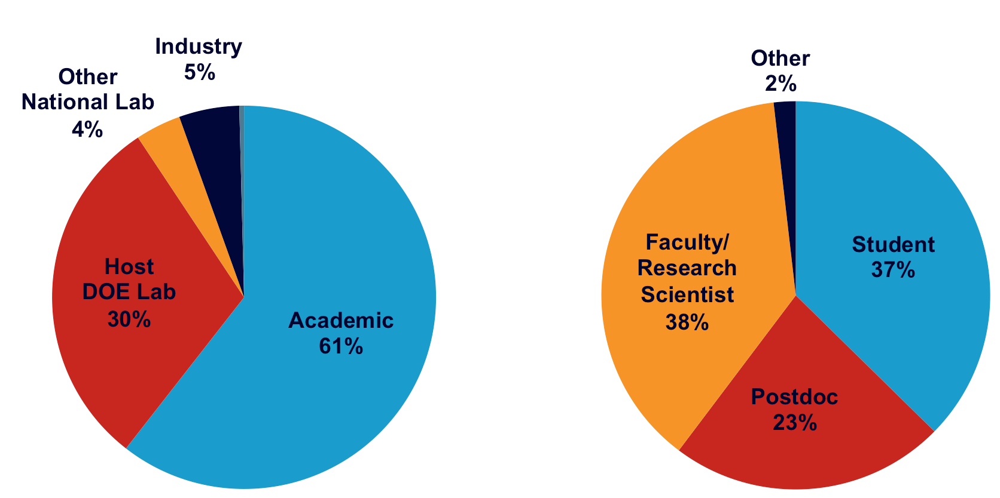 Industry
5%
Other
National Lab
4%
Host
DOE Lab
30%
Academic
61%
Other
2%
Faculty/
Research
Scientist
38%
Student
37%
Postdoc
23%